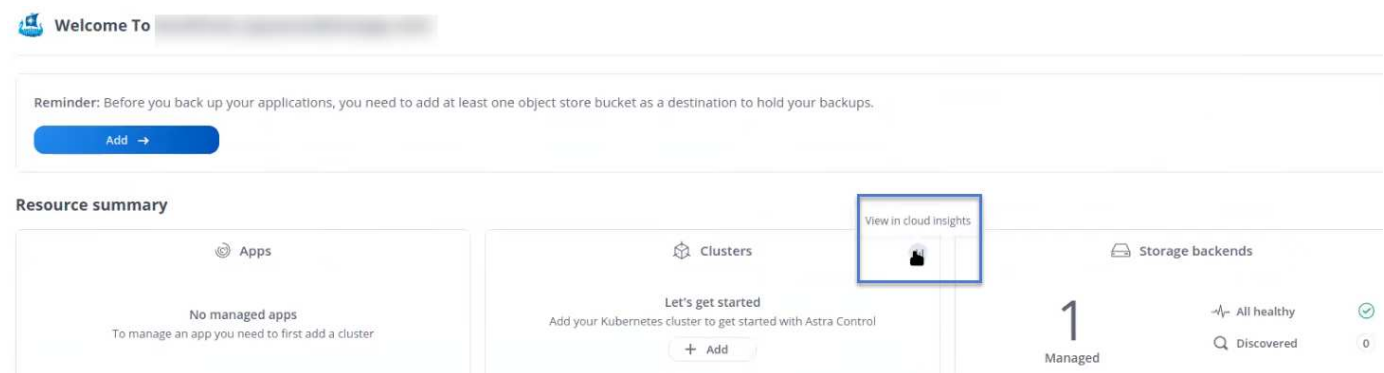 Welcome To
Reminder: Before you back up your applications, you need to add at least one object store bucket as a destination to hold your backups.
Add →
Resource summary
View in cloud insights
Apps
No managed apps
To manage an app you need to first add a cluster
Clusters
Let's get started
Add your Kubernetes cluster to get started with Astra Control
+ Add
Storage backends
1
Managed
All healthy
Discovered 0